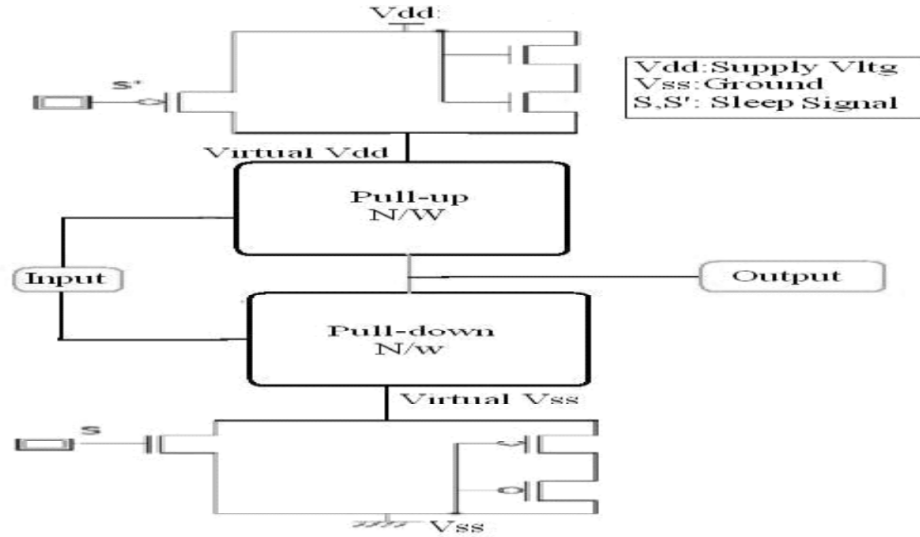 Vdd:
S'
Vdd:Supply Vltg
Vss:Ground
S,S': Sleep Signal
Virtual Vdd
Pull-up
N/W
Input
Output
Pull-down
N/w
Virtual Vss
S
Vss